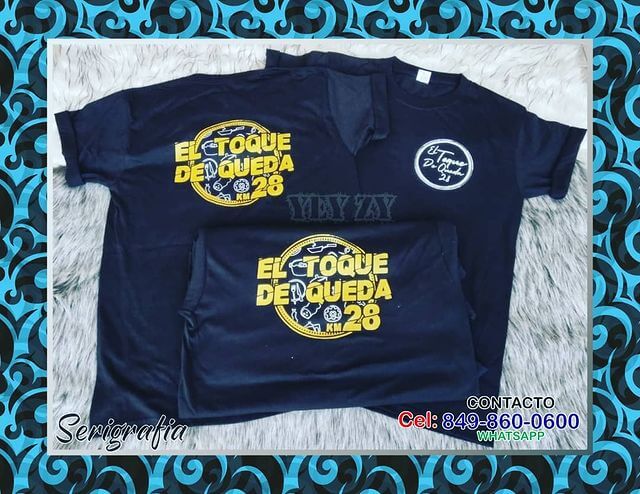 EL TOQUE
DE QUEDA
KM 28
El Toque
De Queda
28
YLAY ZAY
EL TOQUE
DE QUEDA
KM 28
Serigrafia
CONTACTO
Cel: 849-860-0600
WHATSAPP